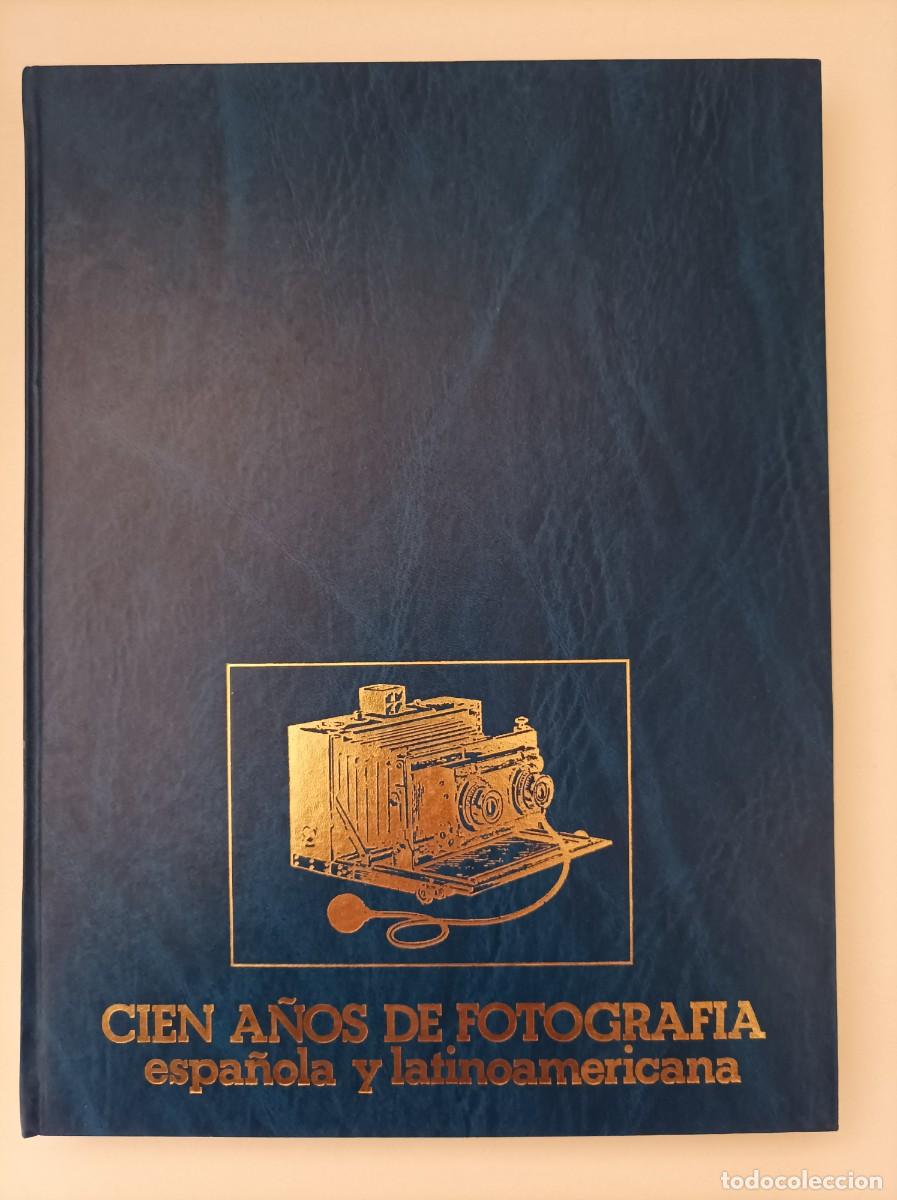 CIEN AÑOS DE FOTOGRAFIA
española y latinoamericana
todocoleccion